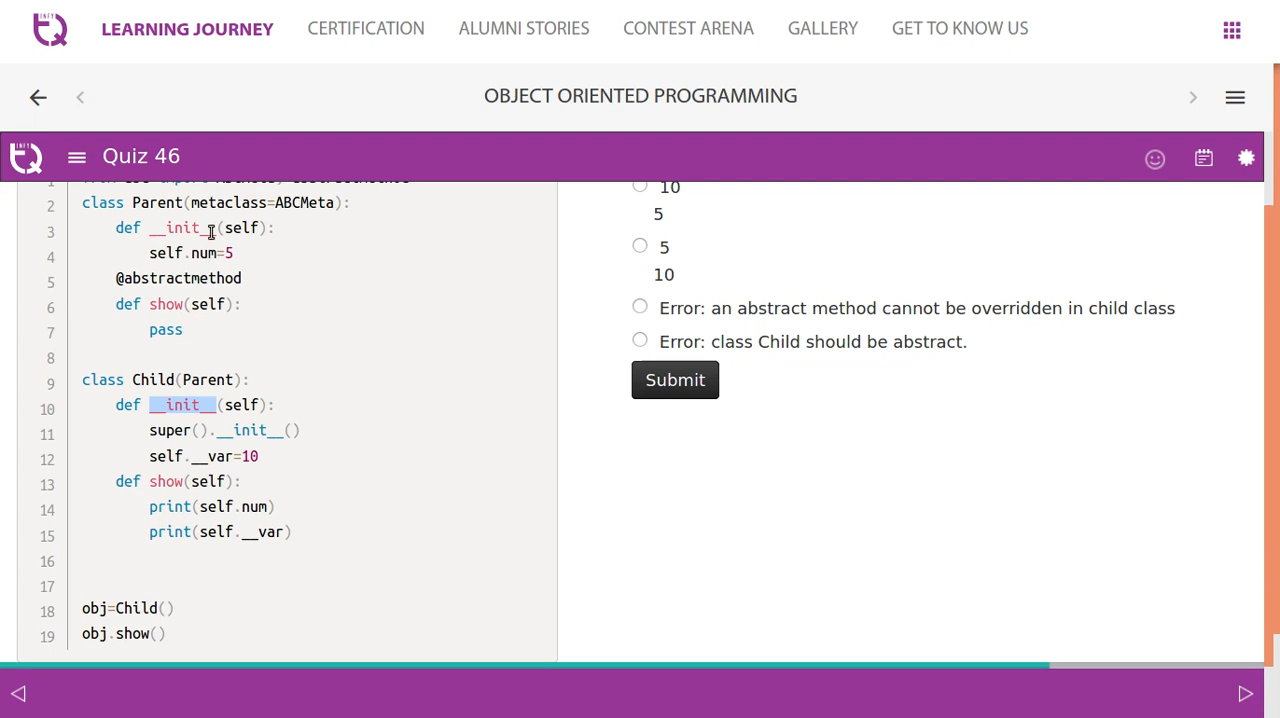 INFY
TQ
LEARNING JOURNEY
CERTIFICATION
ALUMNI STORIES
CONTEST ARENA
GALLERY
GET TO KNOW US
OBJECT ORIENTED PROGRAMMING
INFY
TQ
Quiz 46
1
2 class Parent(metaclass=ABCMeta):
3 def __init__(self):
4 self.num=5
5 @abstractmethod
6 def show(self):
7 pass
8
9 class Child(Parent):
10 def __init__(self):
11 super().__init__()
12 self.__var=10
13 def show(self):
14 print(self.num)
15 print(self.__var)
16
17
18 obj=Child()
19 obj.show()
10
5
5
10
Error: an abstract method cannot be overridden in child class
Error: class Child should be abstract.
Submit